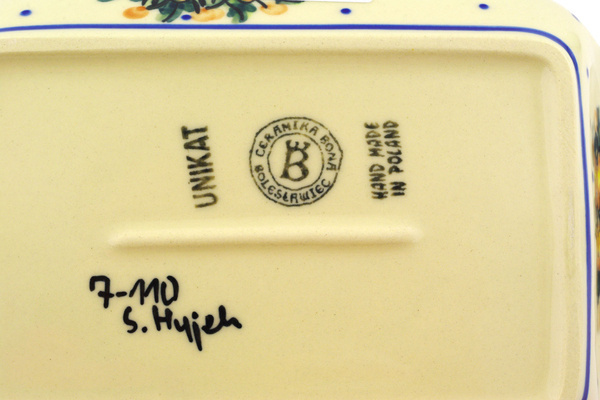 UNIKAT
CERAMIKA BONA
BOLESŁAWIEC
B
HAND MADE
IN POLAND
7-110
S. Hyjek